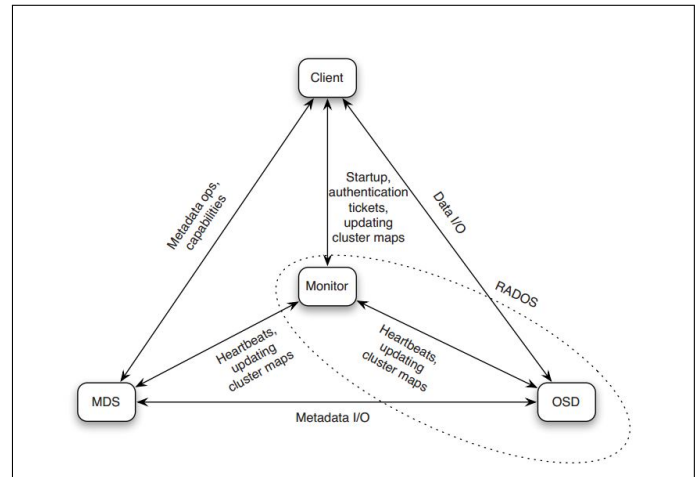 Client
Metadata ops,
capabilities
Startup,
authentication
tickets,
updating
cluster maps
Data I/O
Monitor
RADOS
Heartbeats,
updating
cluster maps
Heartbeats,
updating
cluster maps
MDS
OSD
Metadata I/O